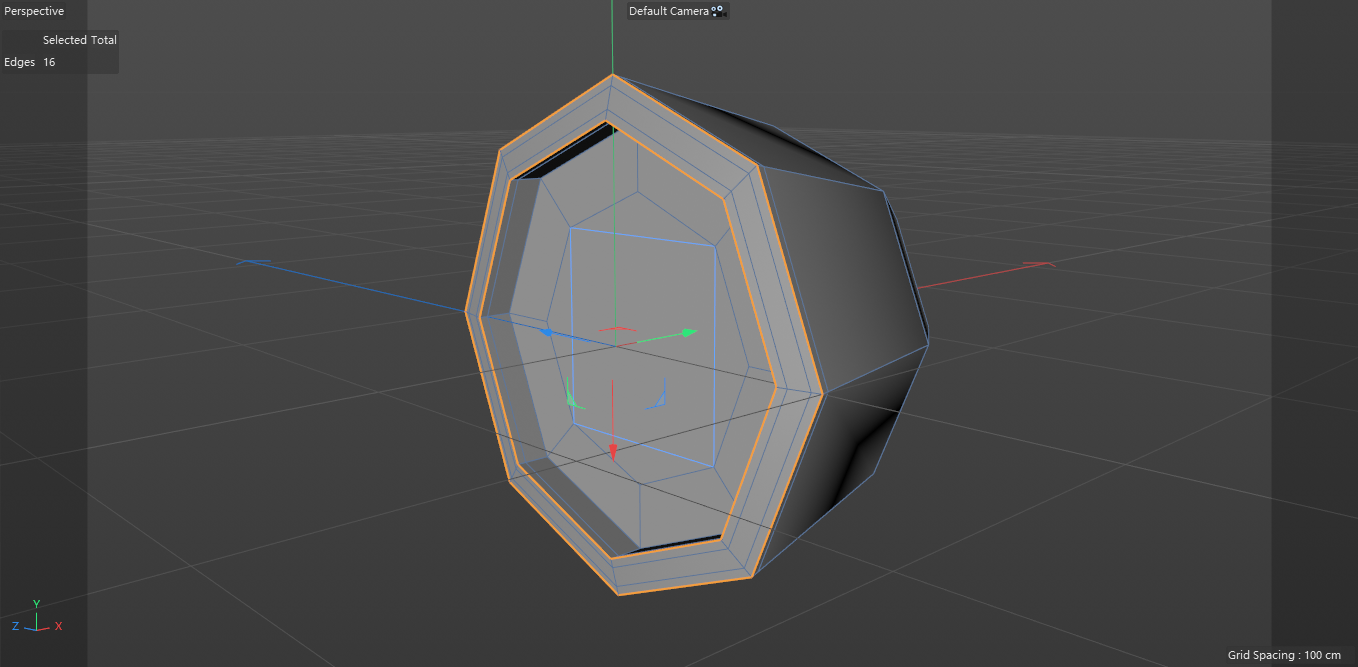 Perspective
Default Camera
Selected Total
Edges 16
Y
Z X
Grid Spacing : 100 cm